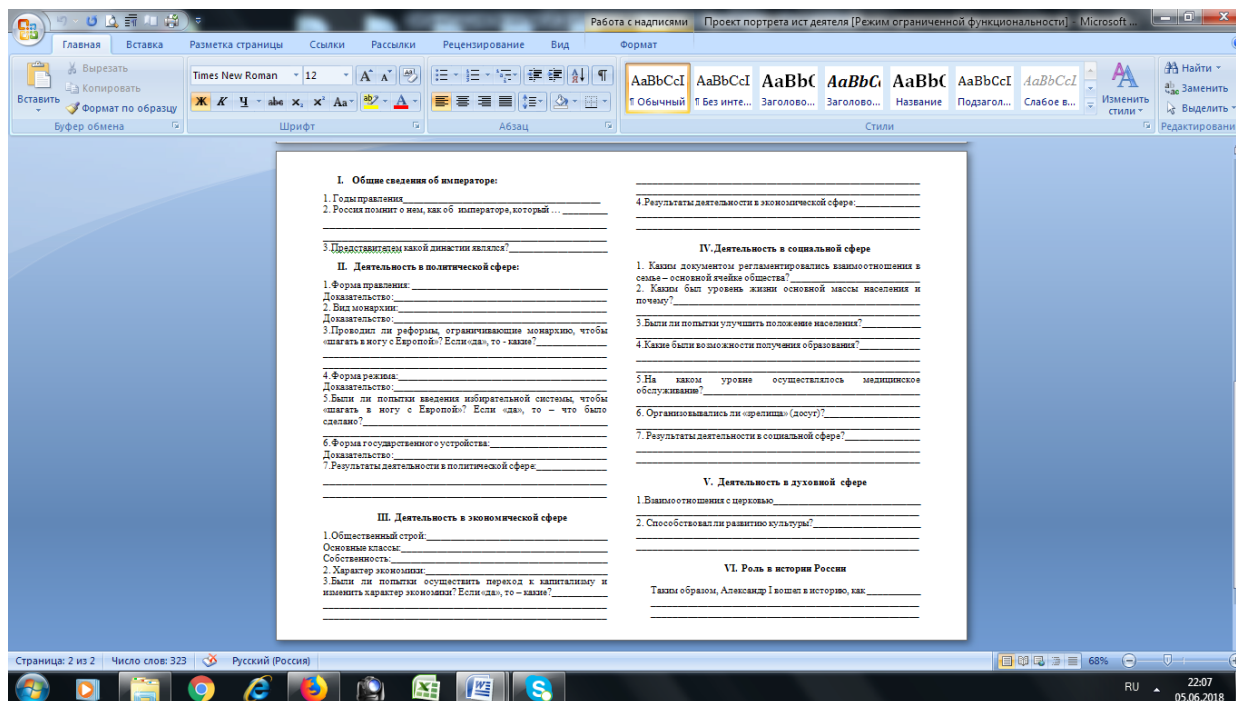 Работа с надписями
Проект портрета ист деятеля [Режим ограниченной функциональности] - Microsoft ...
Главная Вставка Разметка страницы Ссылки Рассылки Рецензирование Вид Формат
Вставить
Вырезать
Копировать
Формат по образцу
Буфер обмена
Times New Roman 12
Ж К Ч abe x, x² Aa
Шрифт
Абзац
AaBbCcI AaBbCcI AaBbC AaBbCc AaBbC AaBbCcI AaBbCcI
¶ Обычный ¶ Без инте... Заголово... Заголово... Название Подзагол... Слабое в...
Изменить стили
Стили
Найти
Заменить
Выделить
Редактировани
I. Общие сведения об императоре:
1. Годы правления
2. Россия помнит о нем, как об императоре, который …
3.Представителем какой династии являлся?
II. Деятельность в политической сфере:
1.Форма правления:
Доказательство:
2. Вид монархии:
Доказательство:
3.Проводил ли реформы, ограничивающие монархию, чтобы
«шагать в ногу с Европой»? Если «да», то - какие?
4.Форма режима:
Доказательство:
5.Были ли попытки введения избирательной системы, чтобы
«шагать в ногу с Европой»? Если «да», то – что было
сделано?
6.Форма государственного устройства:
Доказательство:
7.Результаты деятельности в политической сфере:
III. Деятельность в экономической сфере
1.Общественный строй:
Основные классы:
Собственность:
2. Характер экономики:
3.Были ли попытки осуществить переход к капитализму и
изменить характер экономики? Если «да», то – какие?
4.Результаты деятельности в экономической сфере:
IV.Деятельность в социальной сфере
1. Каким документом регламентировались взаимоотношения в
семье – основной ячейке общества?
2. Каким был уровень жизни основной массы населения и
почему?
3.Были ли попытки улучшить положение населения?
4.Какие были возможности получения образования?
5.На каком уровне осуществлялось медицинское
обслуживание?
6. Организовывались ли «зрелища» (досуг)?
7. Результаты деятельности в социальной сфере?
V. Деятельность в духовной сфере
1.Взаимоотношения с церковью
2. Способствовал ли развитию культуры?
VI. Роль в истории России
Таким образом, Александр I вошел в историю, как
Страница: 2 из 2 Число слов: 323 Русский (Россия) 68%
RU 22:07
05.06.2018